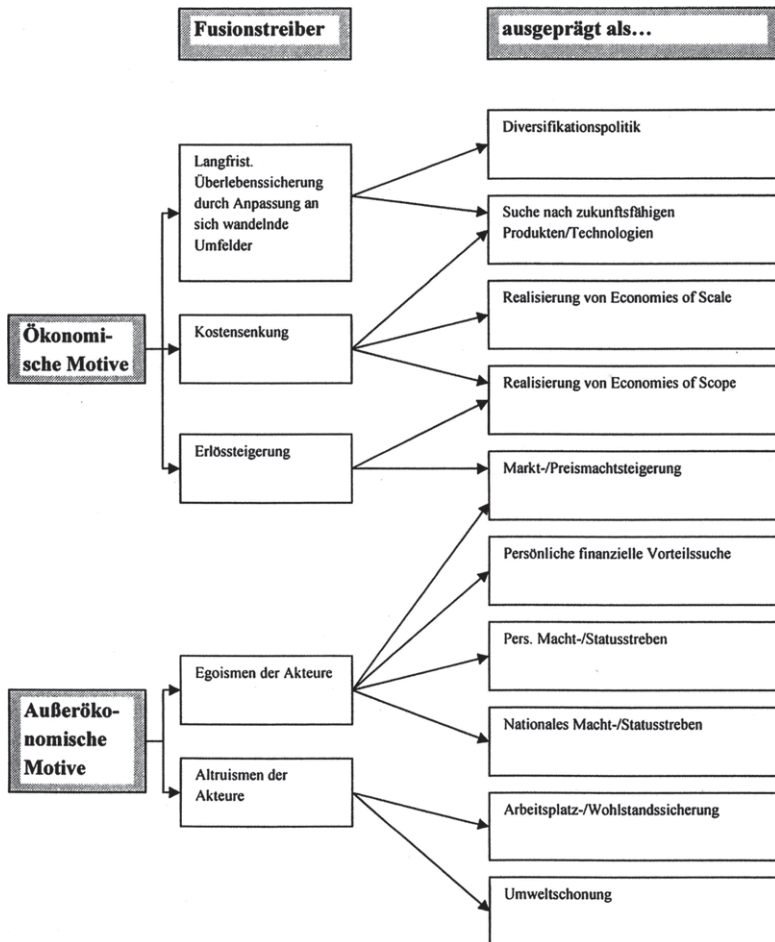 Fusionstreiber
ausgeprägt als...
Diversifikationspolitik
Langfrist.
Überlebenssicherung
durch Anpassung an
sich wandelnde
Umfelder
Suche nach zukunftsfähigen
Produkten/Technologien
Ökonomi-
sche Motive
Kostensenkung
Realisierung von Economies of Scale
Realisierung von Economies of Scope
Erlössteigerung
Markt-/Preismachtsteigerung
Persönliche finanzielle Vorteilssuche
Außeröko-
nomische
Motive
Egoismen der Akteure
Pers. Macht-/Statusstreben
Nationales Macht-/Statusstreben
Altruismen der
Akteure
Arbeitsplatz-/Wohlstandssicherung
Umweltschonung